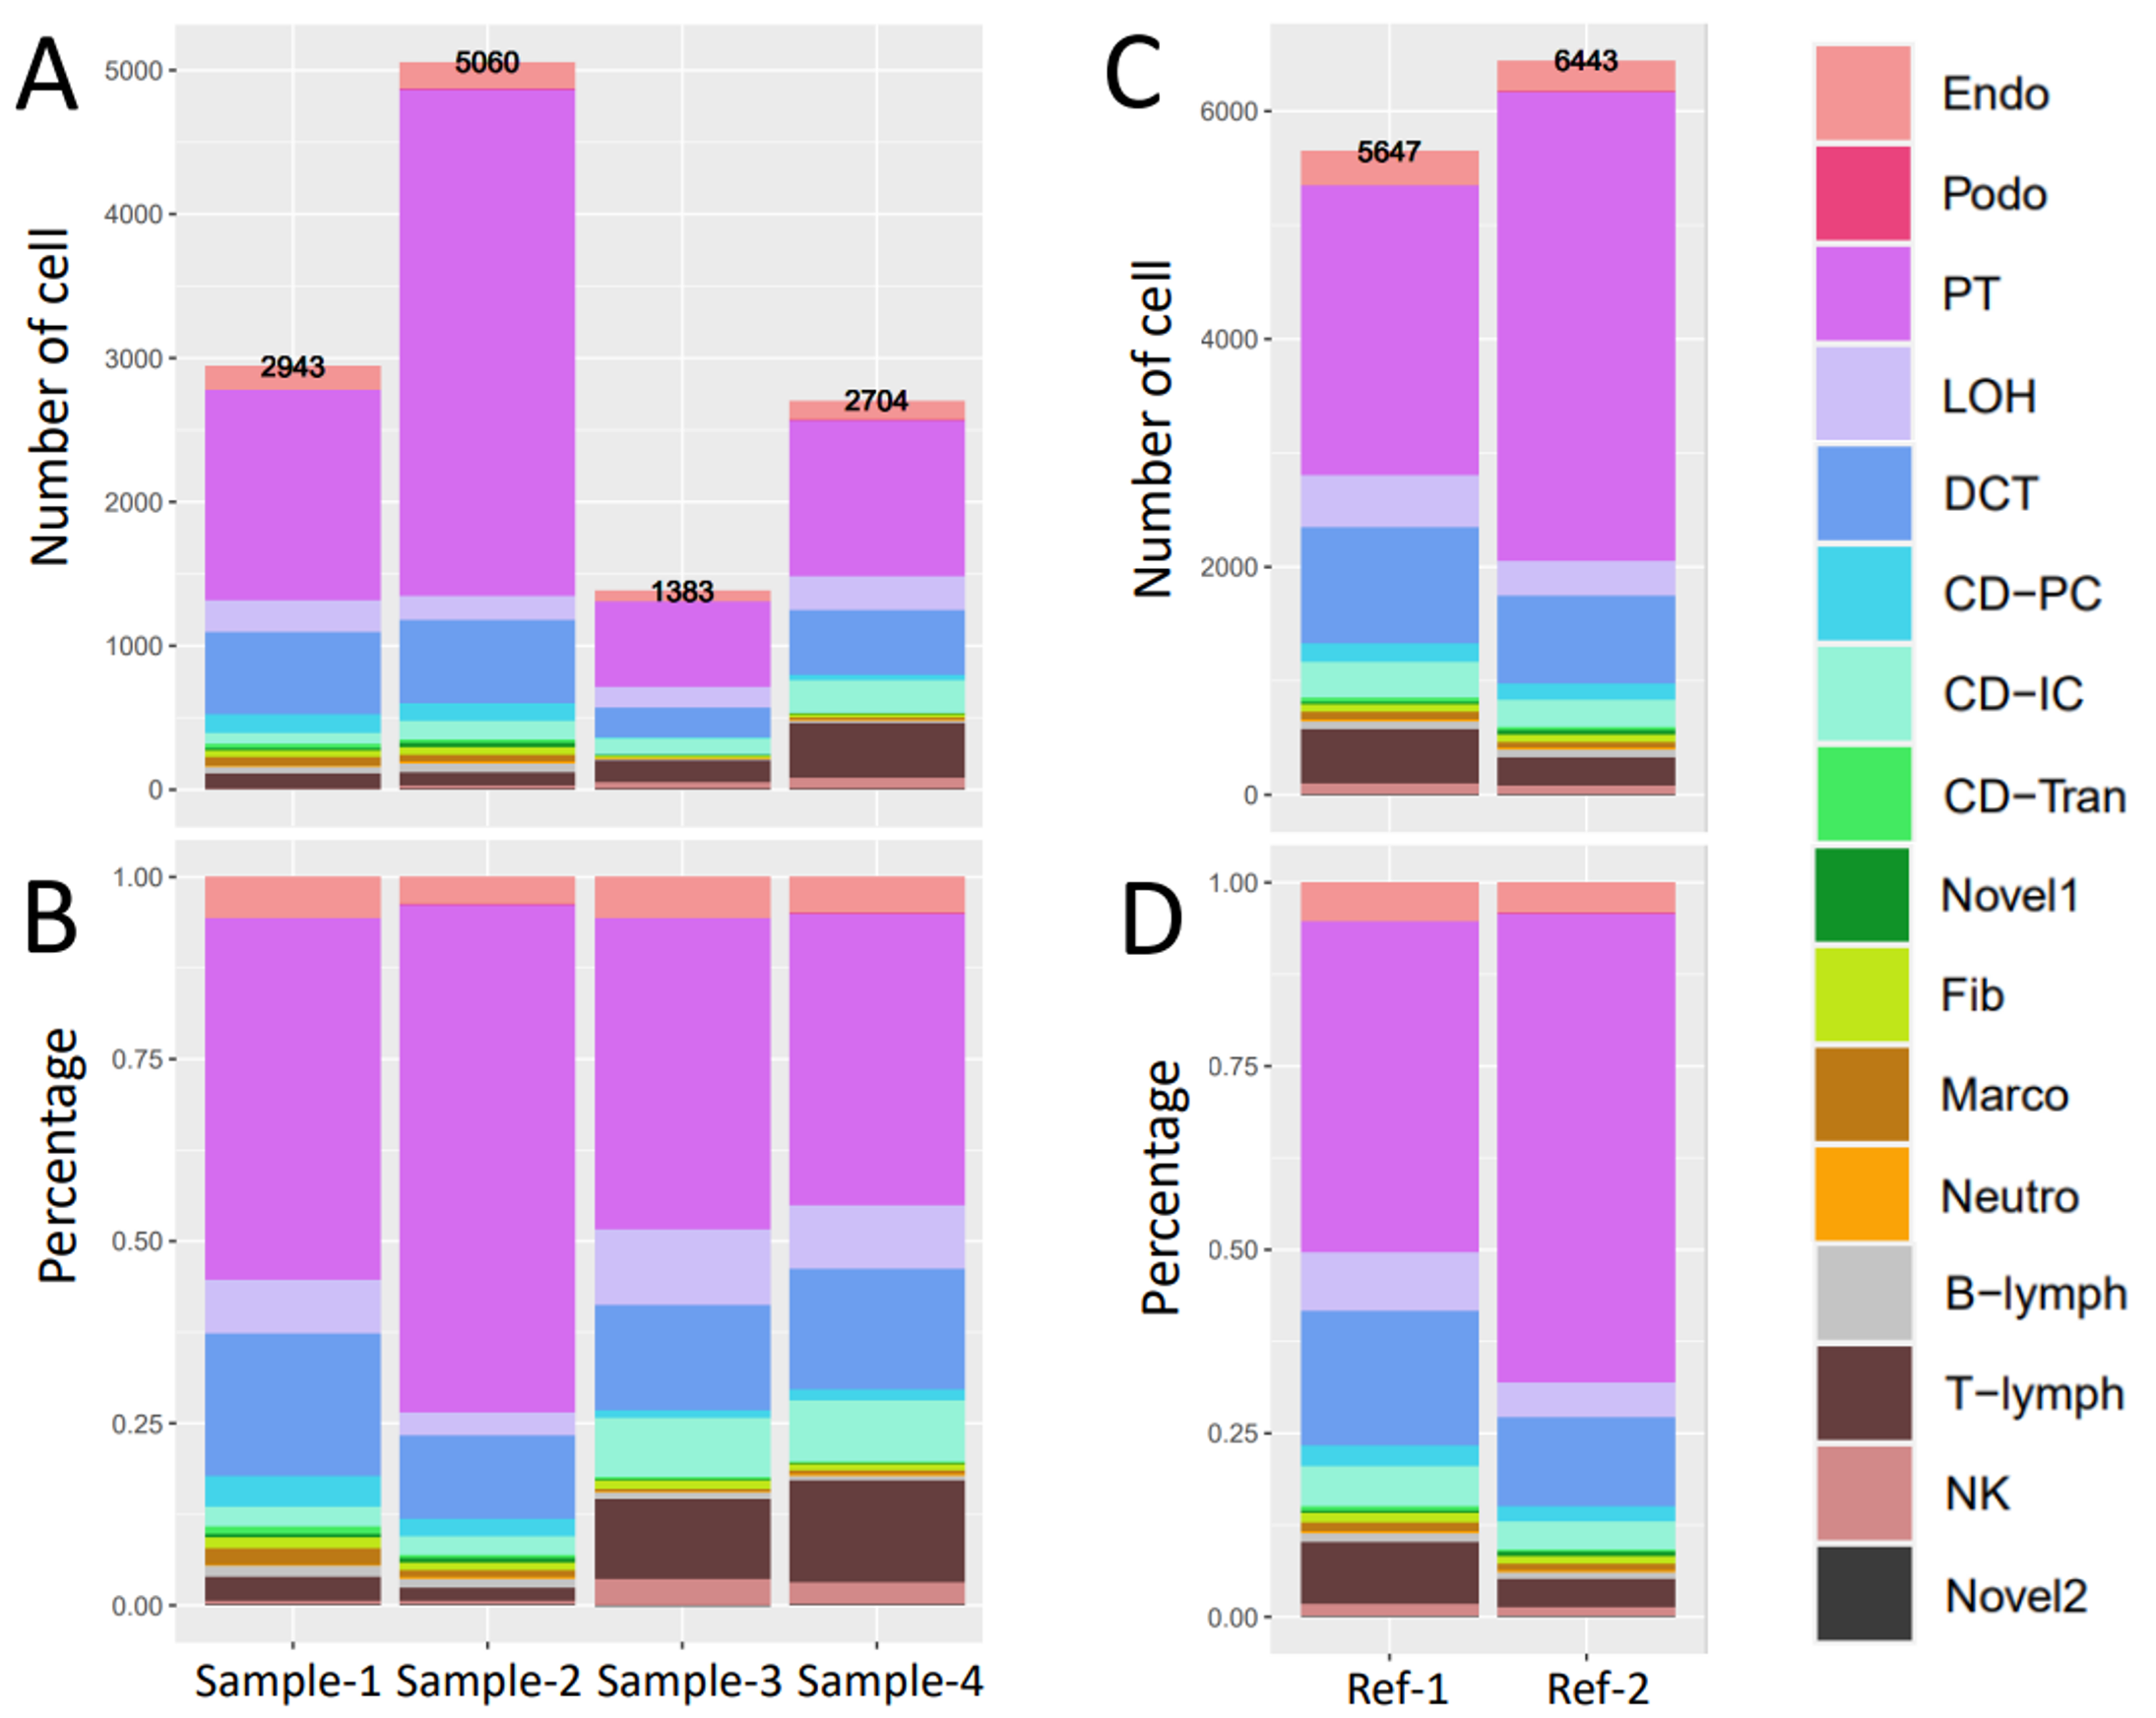 A
Number of cell
5000
4000
3000
2000
1000
0
2943
5060
1383
2704
B
Percentage
1.00
0.75
0.50
0.25
0.00
Sample-1 Sample-2 Sample-3 Sample-4
C
Number of cell
6000
4000
2000
0
5647
6443
D
Percentage
1.00
0.75
0.50
0.25
0.00
Ref-1 Ref-2
Endo
Podo
PT
LOH
DCT
CD-PC
CD-IC
CD-Tran
Novel1
Fib
Marco
Neutro
B-lymph
T-lymph
NK
Novel2